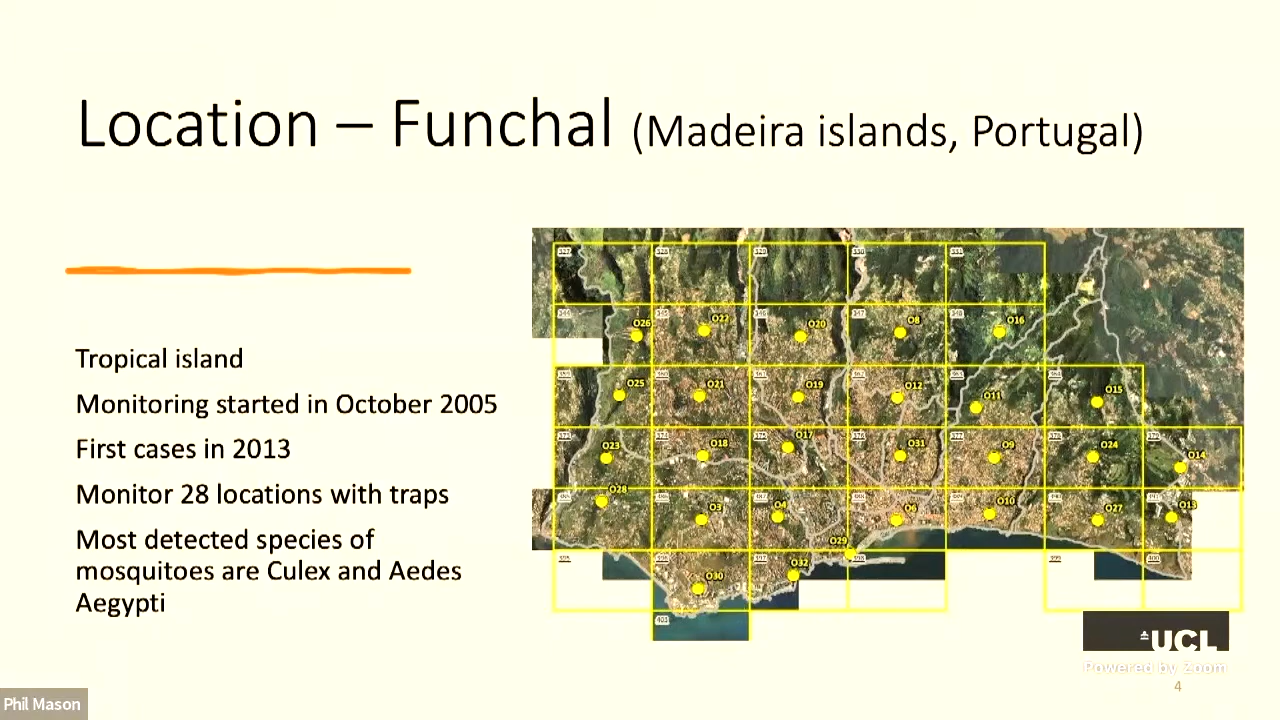 Location – Funchal (Madeira islands, Portugal)
Tropical island
Monitoring started in October 2005
First cases in 2013
Monitor 28 locations with traps
Most detected species of
mosquitoes are Culex and Aedes
Aegypti
O26 O22 O20 O8 O16
O25 O21 O19 O12 O11 O15
O23 O18 O17 O31 O9 O24 O14
O28 O3 O4 O6 O10 O27 O13
O29
O30 O32
UCL
Powered by Zoom
4
Phil Mason